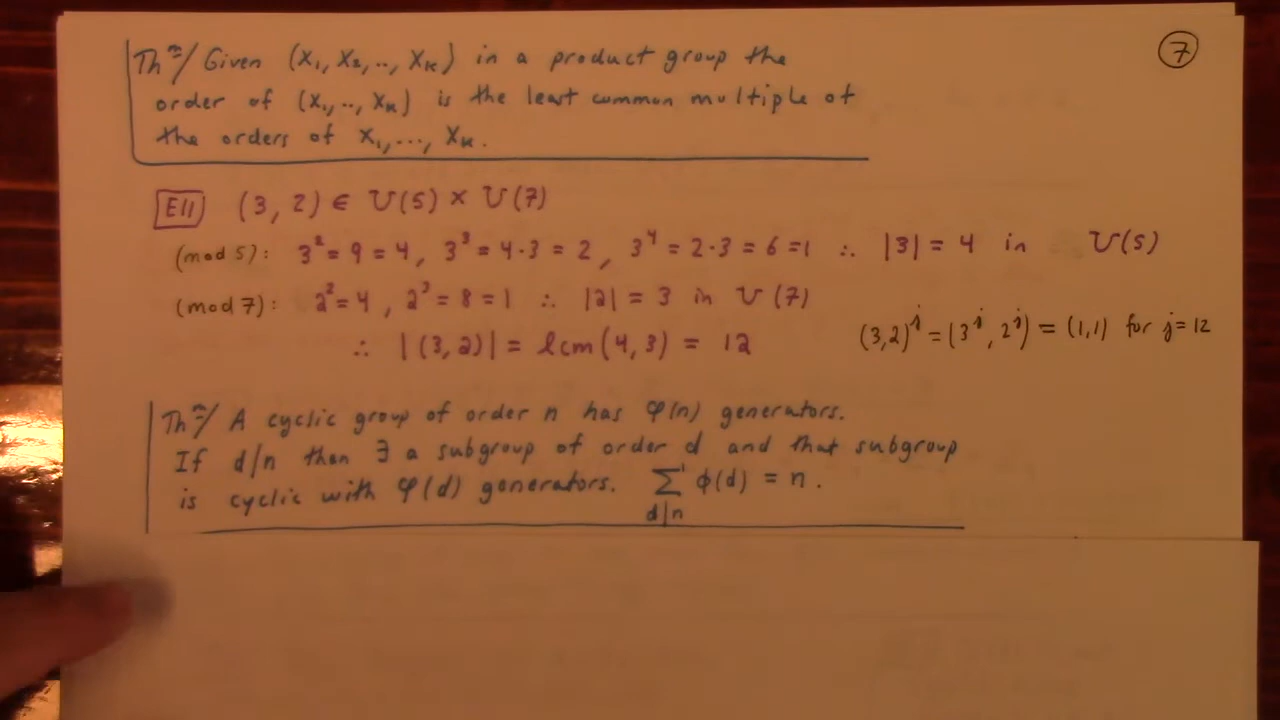 7
Thm/ Given (x₁, x₂, .., xₖ) in a product group the
order of (x₁, .., xₖ) is the least common multiple of
the orders of x₁, ..., xₖ.
E11 (3, 2) ∈ U(5) × U(7)
(mod 5): 3² = 9 = 4, 3³ = 4·3 = 2, 3⁴ = 2·3 = 6 = 1 ∴ |3| = 4 in U(5)
(mod 7): 2² = 4, 2³ = 8 = 1 ∴ |2| = 3 in U(7)
(3,2)ʲ = (3ʲ, 2ʲ) = (1,1) for j = 12
∴ |(3,2)| = lcm(4,3) = 12
Thm/ A cyclic group of order n has φ(n) generators.
If d|n then ∃ a subgroup of order d and that subgroup
is cyclic with φ(d) generators. Σ ϕ(d) = n.
d|n